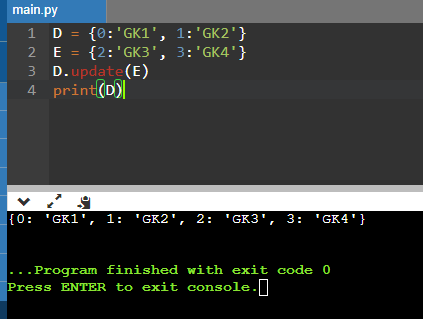 main.py
1 D = {0:'GK1', 1:'GK2'}
2 E = {2:'GK3', 3:'GK4'}
3 D.update(E)
4 print(D)
{0: 'GK1', 1: 'GK2', 2: 'GK3', 3: 'GK4'}
...Program finished with exit code 0
Press ENTER to exit console.